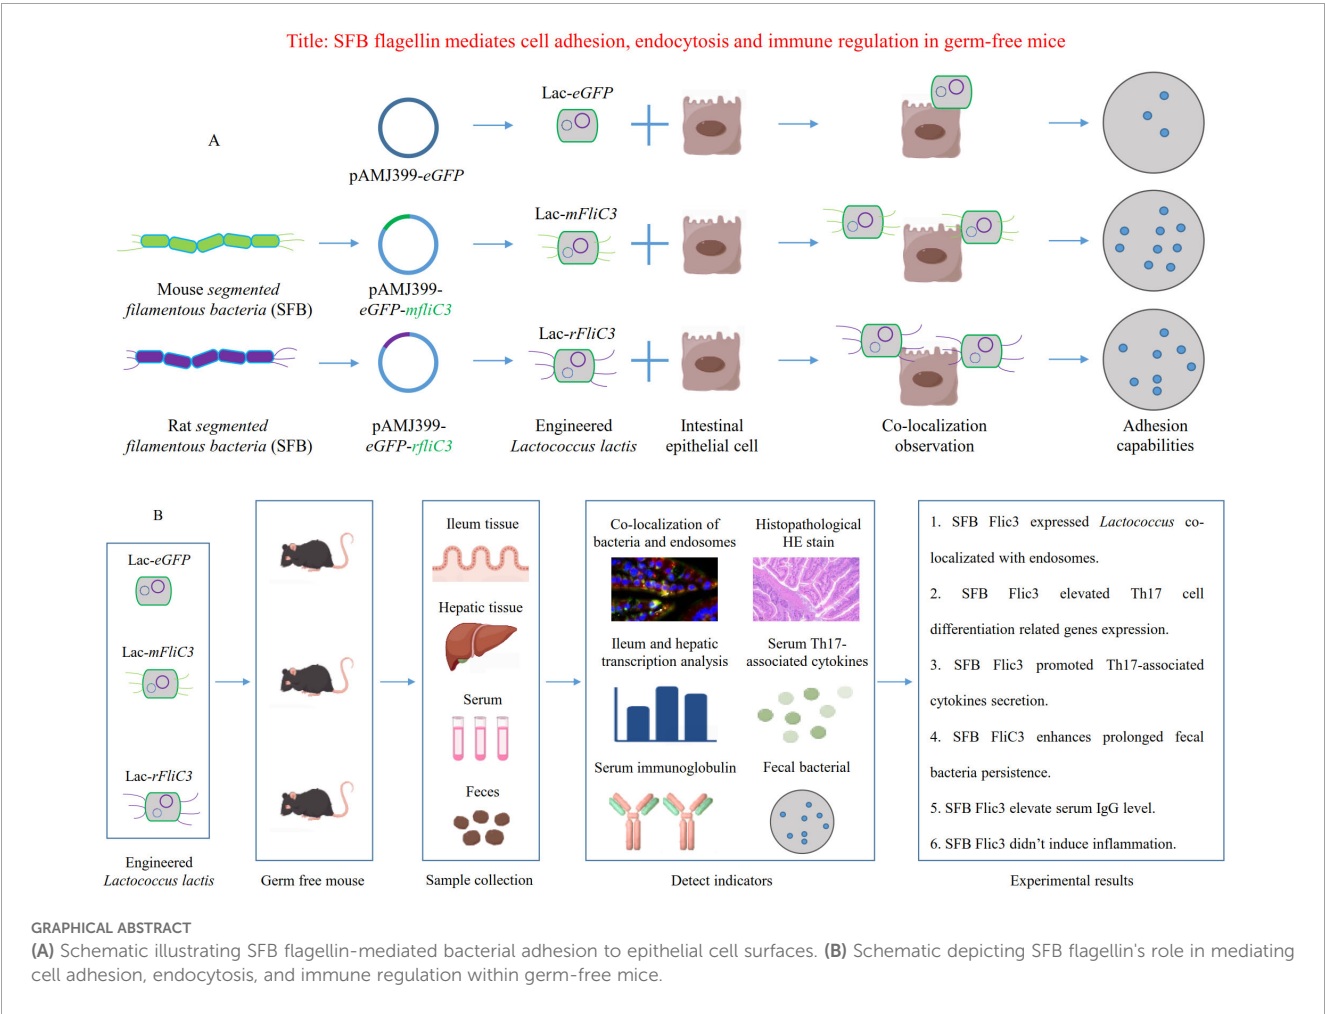 Title: SFB flagellin mediates cell adhesion, endocytosis and immune regulation in germ-free mice
A
pAMJ399-eGFP
Lac-eGFP
Mouse segmented
filamentous bacteria (SFB)
pAMJ399-
eGFP-mfliC3
Lac-mFliC3
Rat segmented
filamentous bacteria (SFB)
pAMJ399-
eGFP-rfliC3
Lac-rFliC3
Engineered
Lactococcus lactis
Intestinal
epithelial cell
Co-localization
observation
Adhesion
capabilities
B
Lac-eGFP
Lac-mFliC3
Lac-rFliC3
Engineered
Lactococcus lactis
Germ free mouse
Ileum tissue
Hepatic tissue
Serum
Feces
Sample collection
Co-localization of
bacteria and endosomes
Histopathological
HE stain
Ileum and hepatic
transcription analysis
Serum Th17-
associated cytokines
Serum immunoglobulin
Fecal bacterial
Detect indicators
1. SFB Flic3 expressed Lactococcus co-
localizated with endosomes.
2. SFB Flic3 elevated Th17 cell
differentiation related genes expression.
3. SFB Flic3 promoted Th17-associated
cytokines secretion.
4. SFB FliC3 enhances prolonged fecal
bacteria persistence.
5. SFB Flic3 elevate serum IgG level.
6. SFB Flic3 didn't induce inflammation.
Experimental results
GRAPHICAL ABSTRACT
(A) Schematic illustrating SFB flagellin-mediated bacterial adhesion to epithelial cell surfaces. (B) Schematic depicting SFB flagellin's role in mediating
cell adhesion, endocytosis, and immune regulation within germ-free mice.